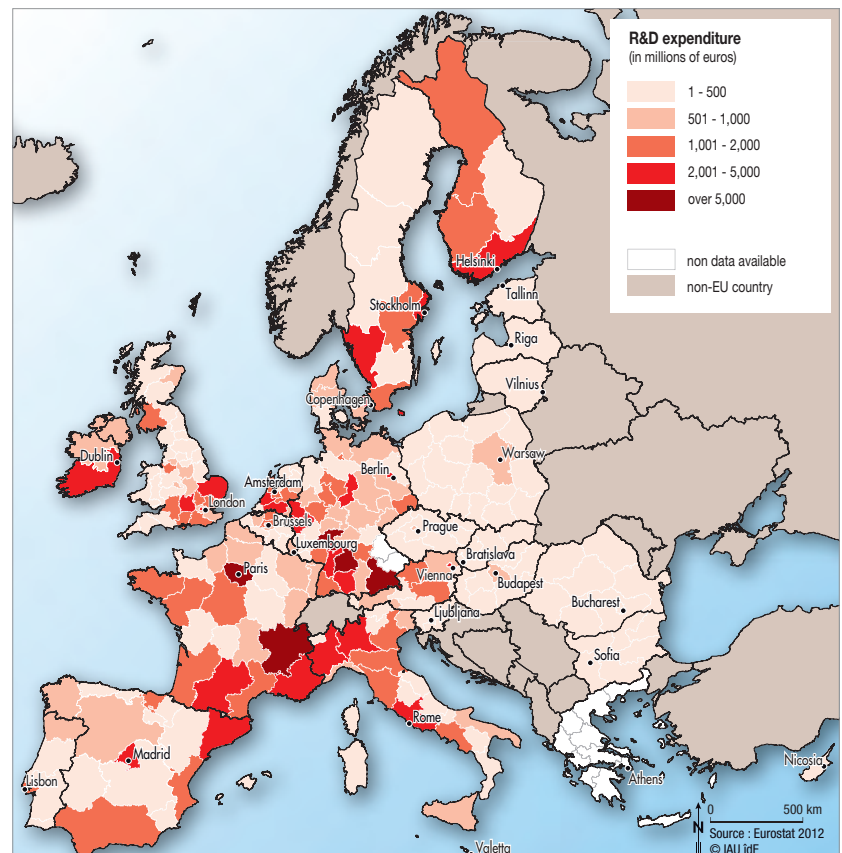 R&D expenditure
(in millions of euros)
1 - 500
501 - 1,000
1,001 - 2,000
2,001 - 5,000
over 5,000
non data available
non-EU country
Helsinki
Tallinn
Stockholm
Riga
Vilnius
Copenhagen
Dublin
Warsaw
Berlin
Amsterdam
London
Brussels
Prague
Luxembourg
Bratislava
Paris
Vienna
Budapest
Bucharest
Ljubljana
Sofia
Rome
Madrid
Nicosia
Lisbon
Athens
0 500 km
N
Source : Eurostat 2012
© IAU îdF
Valetta